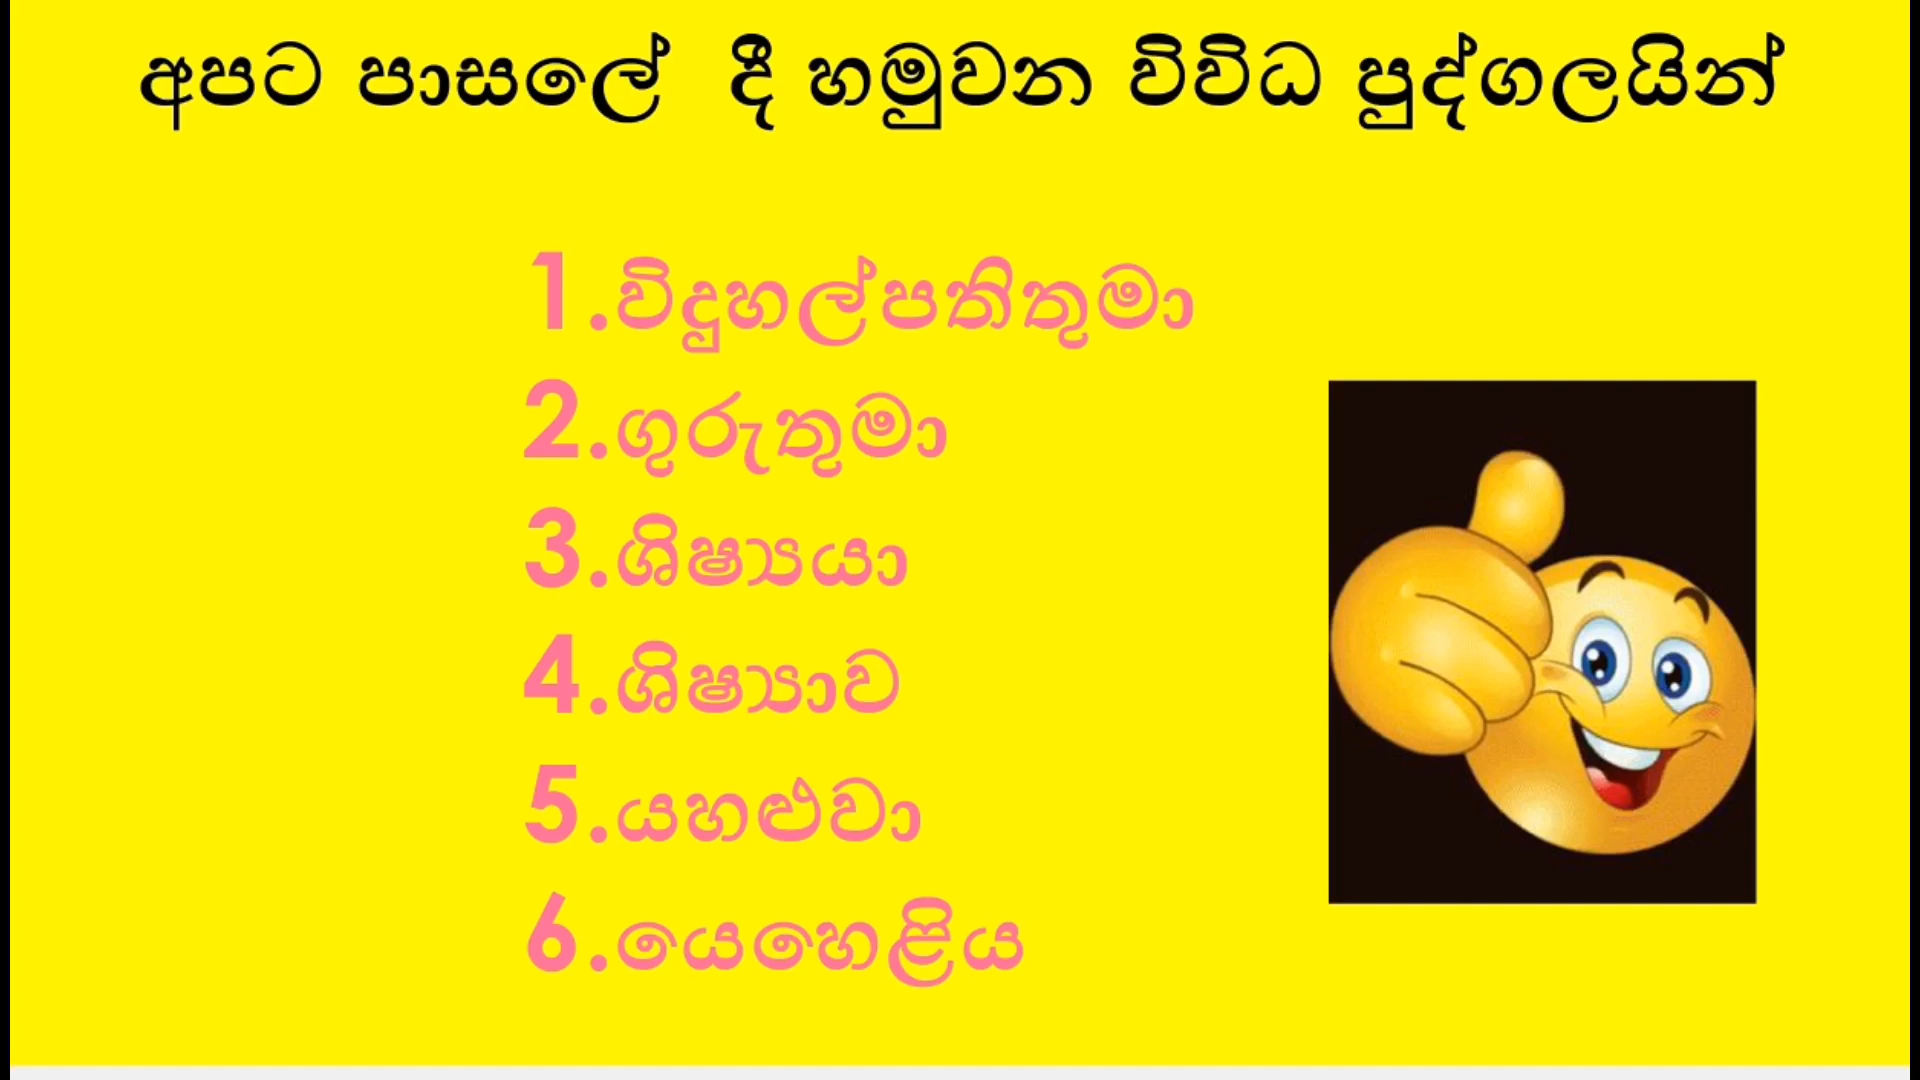 අපට පාසලේ දී හමුවන විවිධ පුද්ගලයින්
1.විදුහල්පතිතුමා
2.ගුරුතුමා
3.ශිෂ්‍යයා
4.ශිෂ්‍යාව
5.යහළුවා
6.යෙහෙළිය